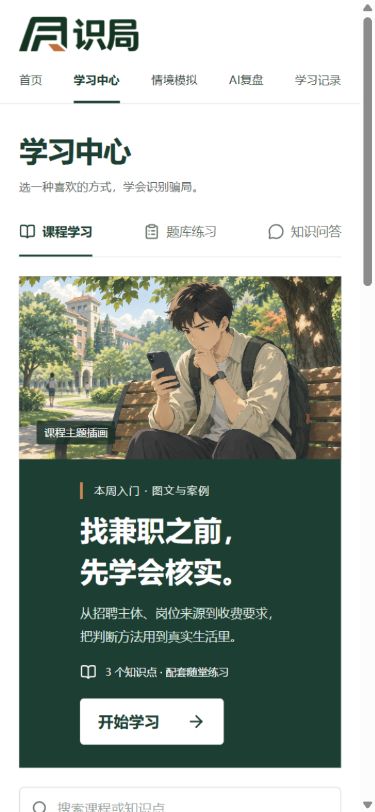 识局
首页 学习中心 情境模拟 AI复盘 学习记录
学习中心
选一种喜欢的方式，学会识别骗局。
课程学习 题库练习 知识问答
课程主题插画
本周入门 · 图文与案例
找兼职之前，
先学会核实。
从招聘主体、岗位来源到收费要求，
把判断方法用到真实生活里。
3 个知识点 · 配套随堂练习
开始学习
搜索课程或知识点